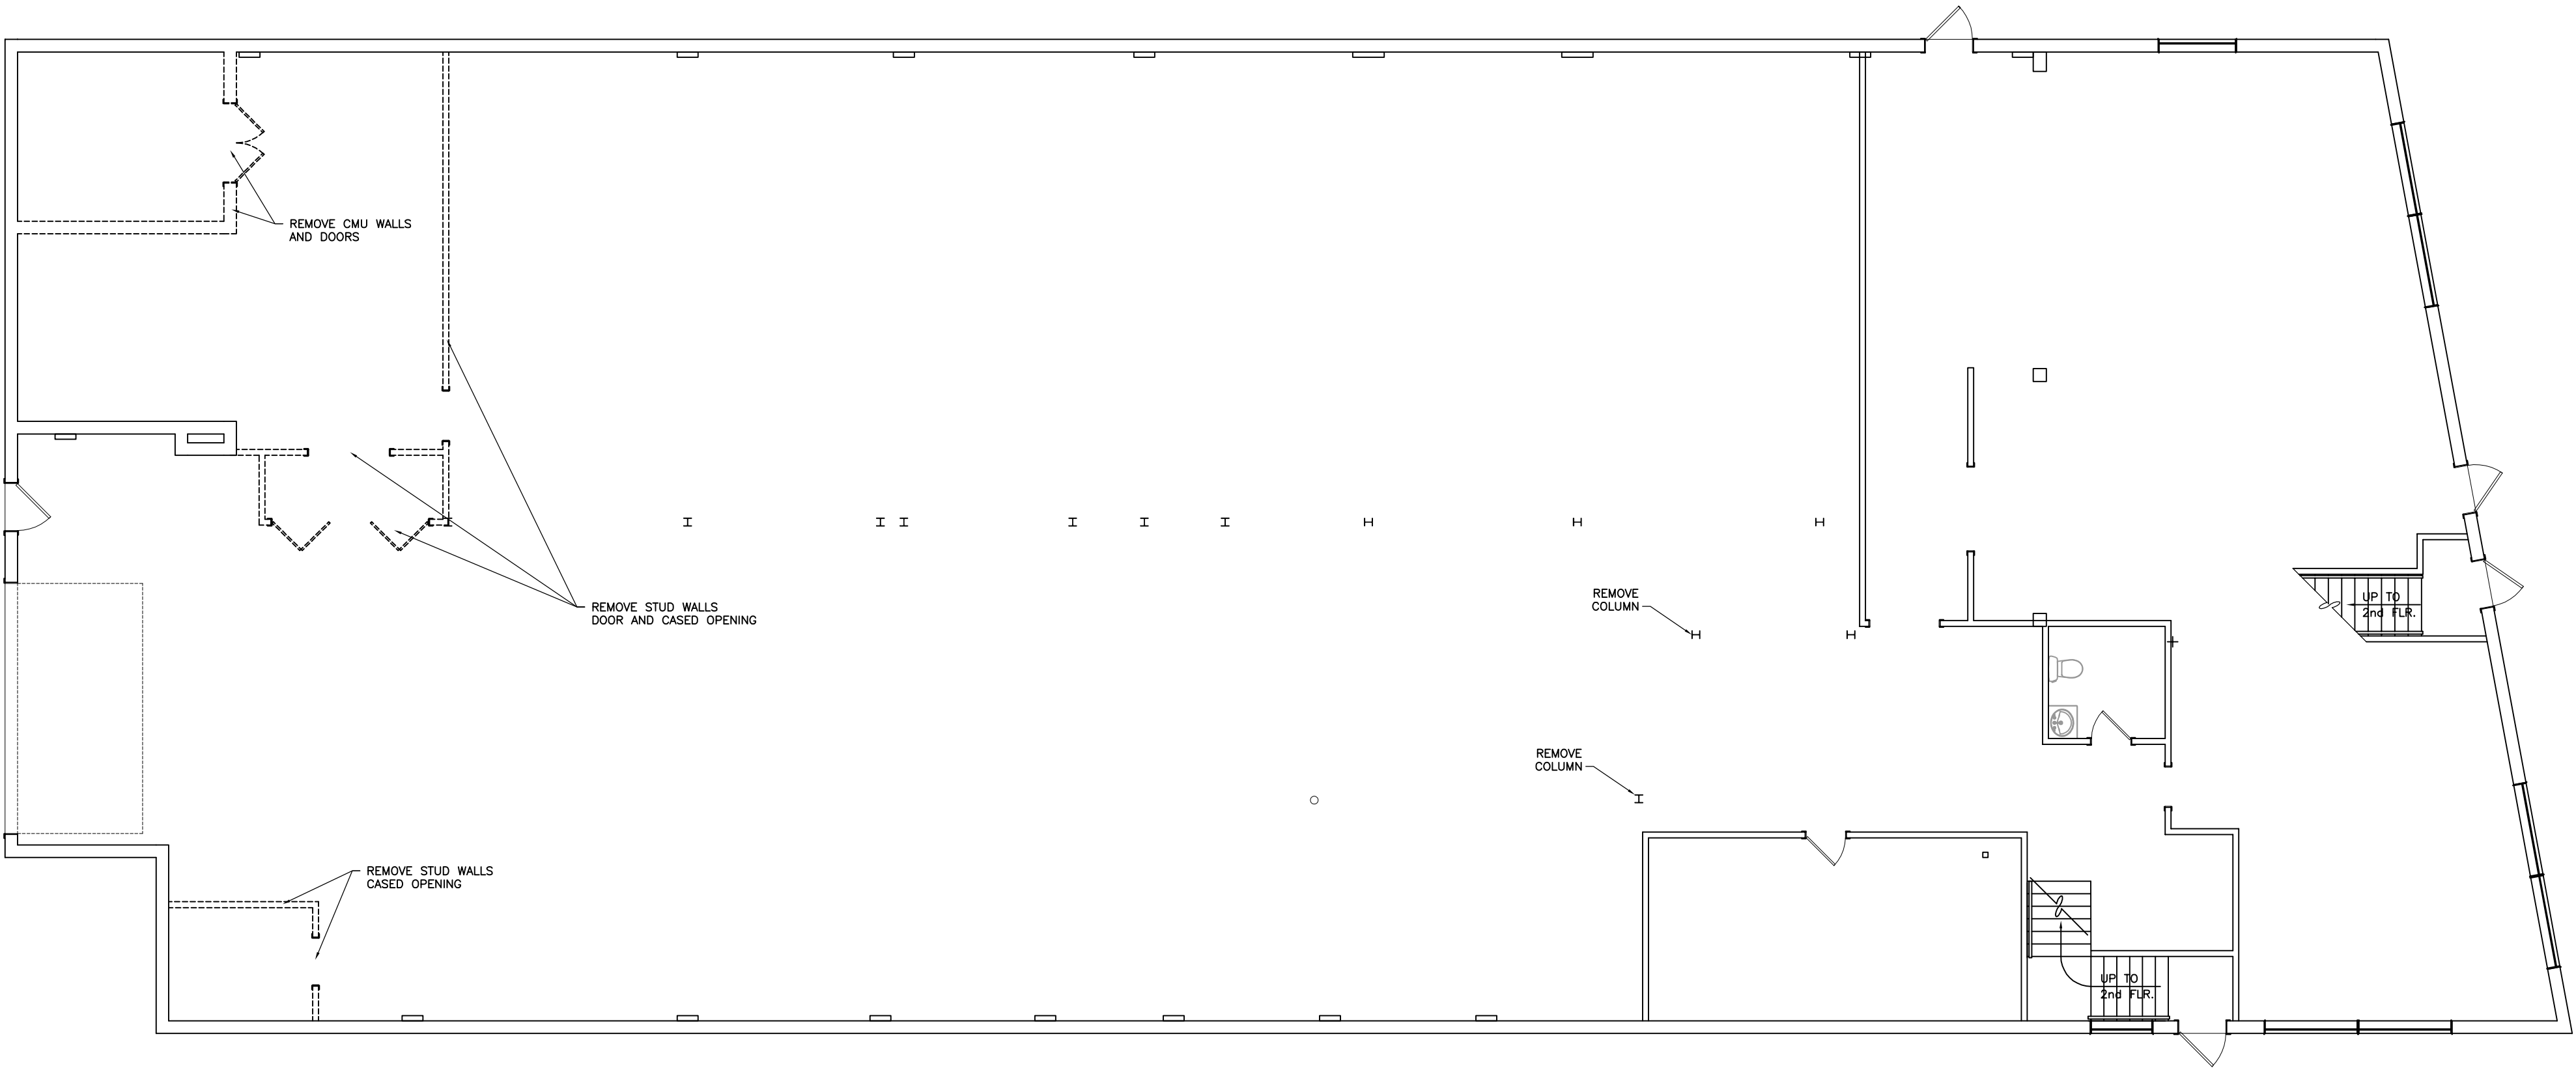 REMOVE CMU WALLS
AND DOORS
REMOVE STUD WALLS
DOOR AND CASED OPENING
REMOVE
COLUMN
UP TO
2nd FLR.
REMOVE
COLUMN
REMOVE STUD WALLS
CASED OPENING
UP TO
2nd FLR.